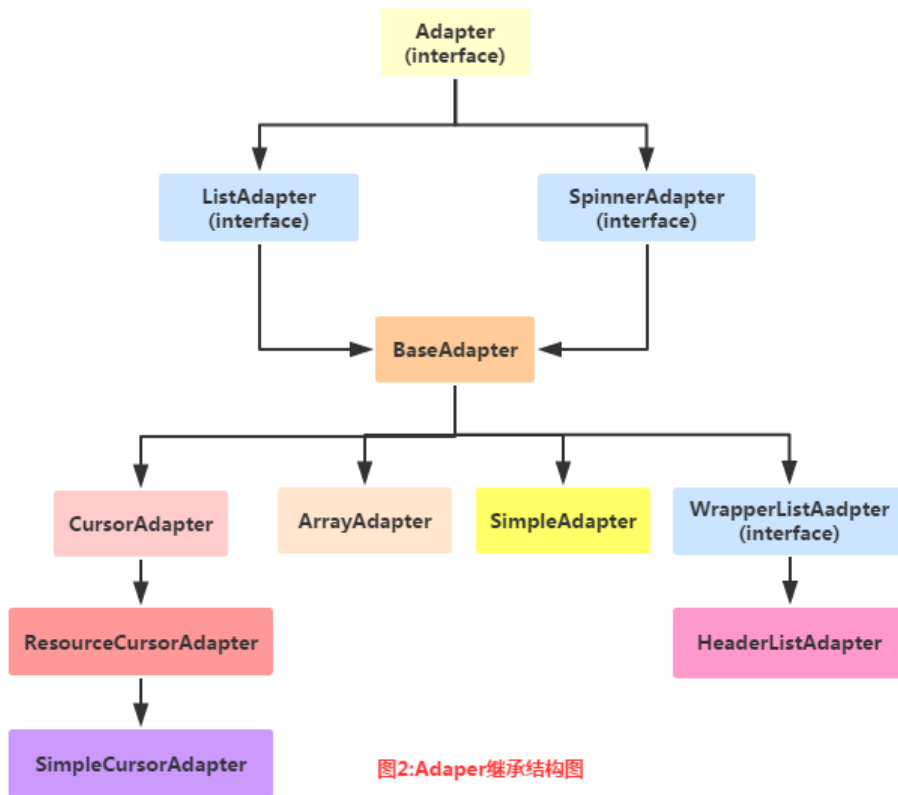 Adapter
(interface)
ListAdapter
(interface)
SpinnerAdapter
(interface)
BaseAdapter
CursorAdapter
ArrayAdapter
SimpleAdapter
WrapperListAadpter
(interface)
ResourceCursorAdapter
HeaderListAdapter
SimpleCursorAdapter
图2:Adaper继承结构图